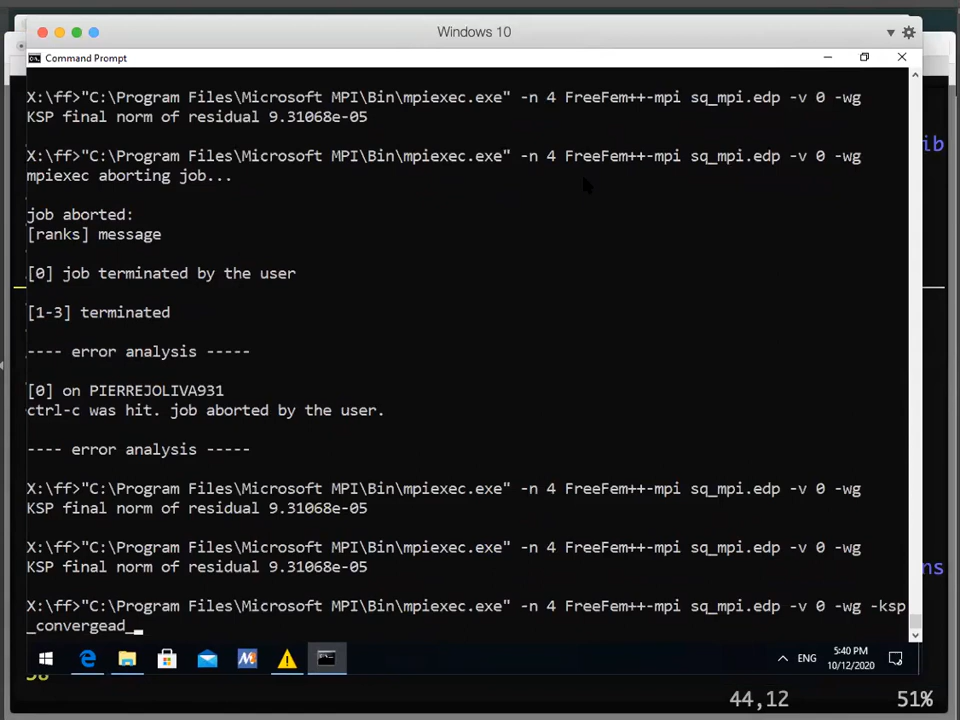 Windows 10
Command Prompt
X:\ff>"C:\Program Files\Microsoft MPI\Bin\mpiexec.exe" -n 4 FreeFem++-mpi sq_mpi.edp -v 0 -wg
KSP final norm of residual 9.31068e-05
X:\ff>"C:\Program Files\Microsoft MPI\Bin\mpiexec.exe" -n 4 FreeFem++-mpi sq_mpi.edp -v 0 -wg
mpiexec aborting job...
job aborted:
[ranks] message
[0] job terminated by the user
[1-3] terminated
---- error analysis -----
[0] on PIERREJOLIVA931
ctrl-c was hit. job aborted by the user.
---- error analysis -----
X:\ff>"C:\Program Files\Microsoft MPI\Bin\mpiexec.exe" -n 4 FreeFem++-mpi sq_mpi.edp -v 0 -wg
KSP final norm of residual 9.31068e-05
X:\ff>"C:\Program Files\Microsoft MPI\Bin\mpiexec.exe" -n 4 FreeFem++-mpi sq_mpi.edp -v 0 -wg
KSP final norm of residual 9.31068e-05
X:\ff>"C:\Program Files\Microsoft MPI\Bin\mpiexec.exe" -n 4 FreeFem++-mpi sq_mpi.edp -v 0 -wg -ksp
_convergead_
ib
ns
ENG
5:40 PM
10/12/2020
44,12
51%